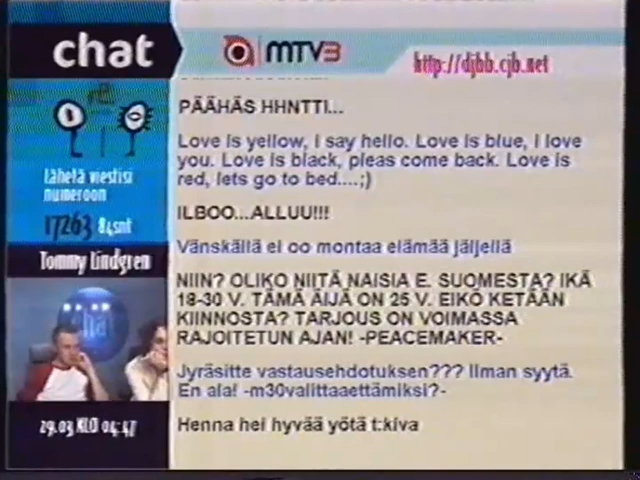 chat
MTV3
http://djbb.cjb.net
PÄÄHÄS HHNTTI...
Love is yellow, i say hello. Love is blue, i love
you. Love is black, pleas come back. Love is
red, lets go to bed....;)
ILBOO...ALLUU!!!
Vänskällä ei oo montaa elämää jäljellä
NIIN? OLIKO NIITÄ NAISIA E. SUOMESTA? IKÄ
18-30 V. TÄMÄ ÄIJÄ ON 25 V. EIKÖ KETÄÄN
KIINNOSTA? TARJOUS ON VOIMASSA
RAJOITETUN AJAN! -PEACEMAKER-
Jyräsitte vastausehdotuksen??? Ilman syytä.
En ala! -m30valittaaettämiksi?-
Henna hei hyvää yötä t:kiva
Lähetä viestisi
numeroon
17263 84snt
Tommy Lindgren
chat
29.03 KLO 04:47